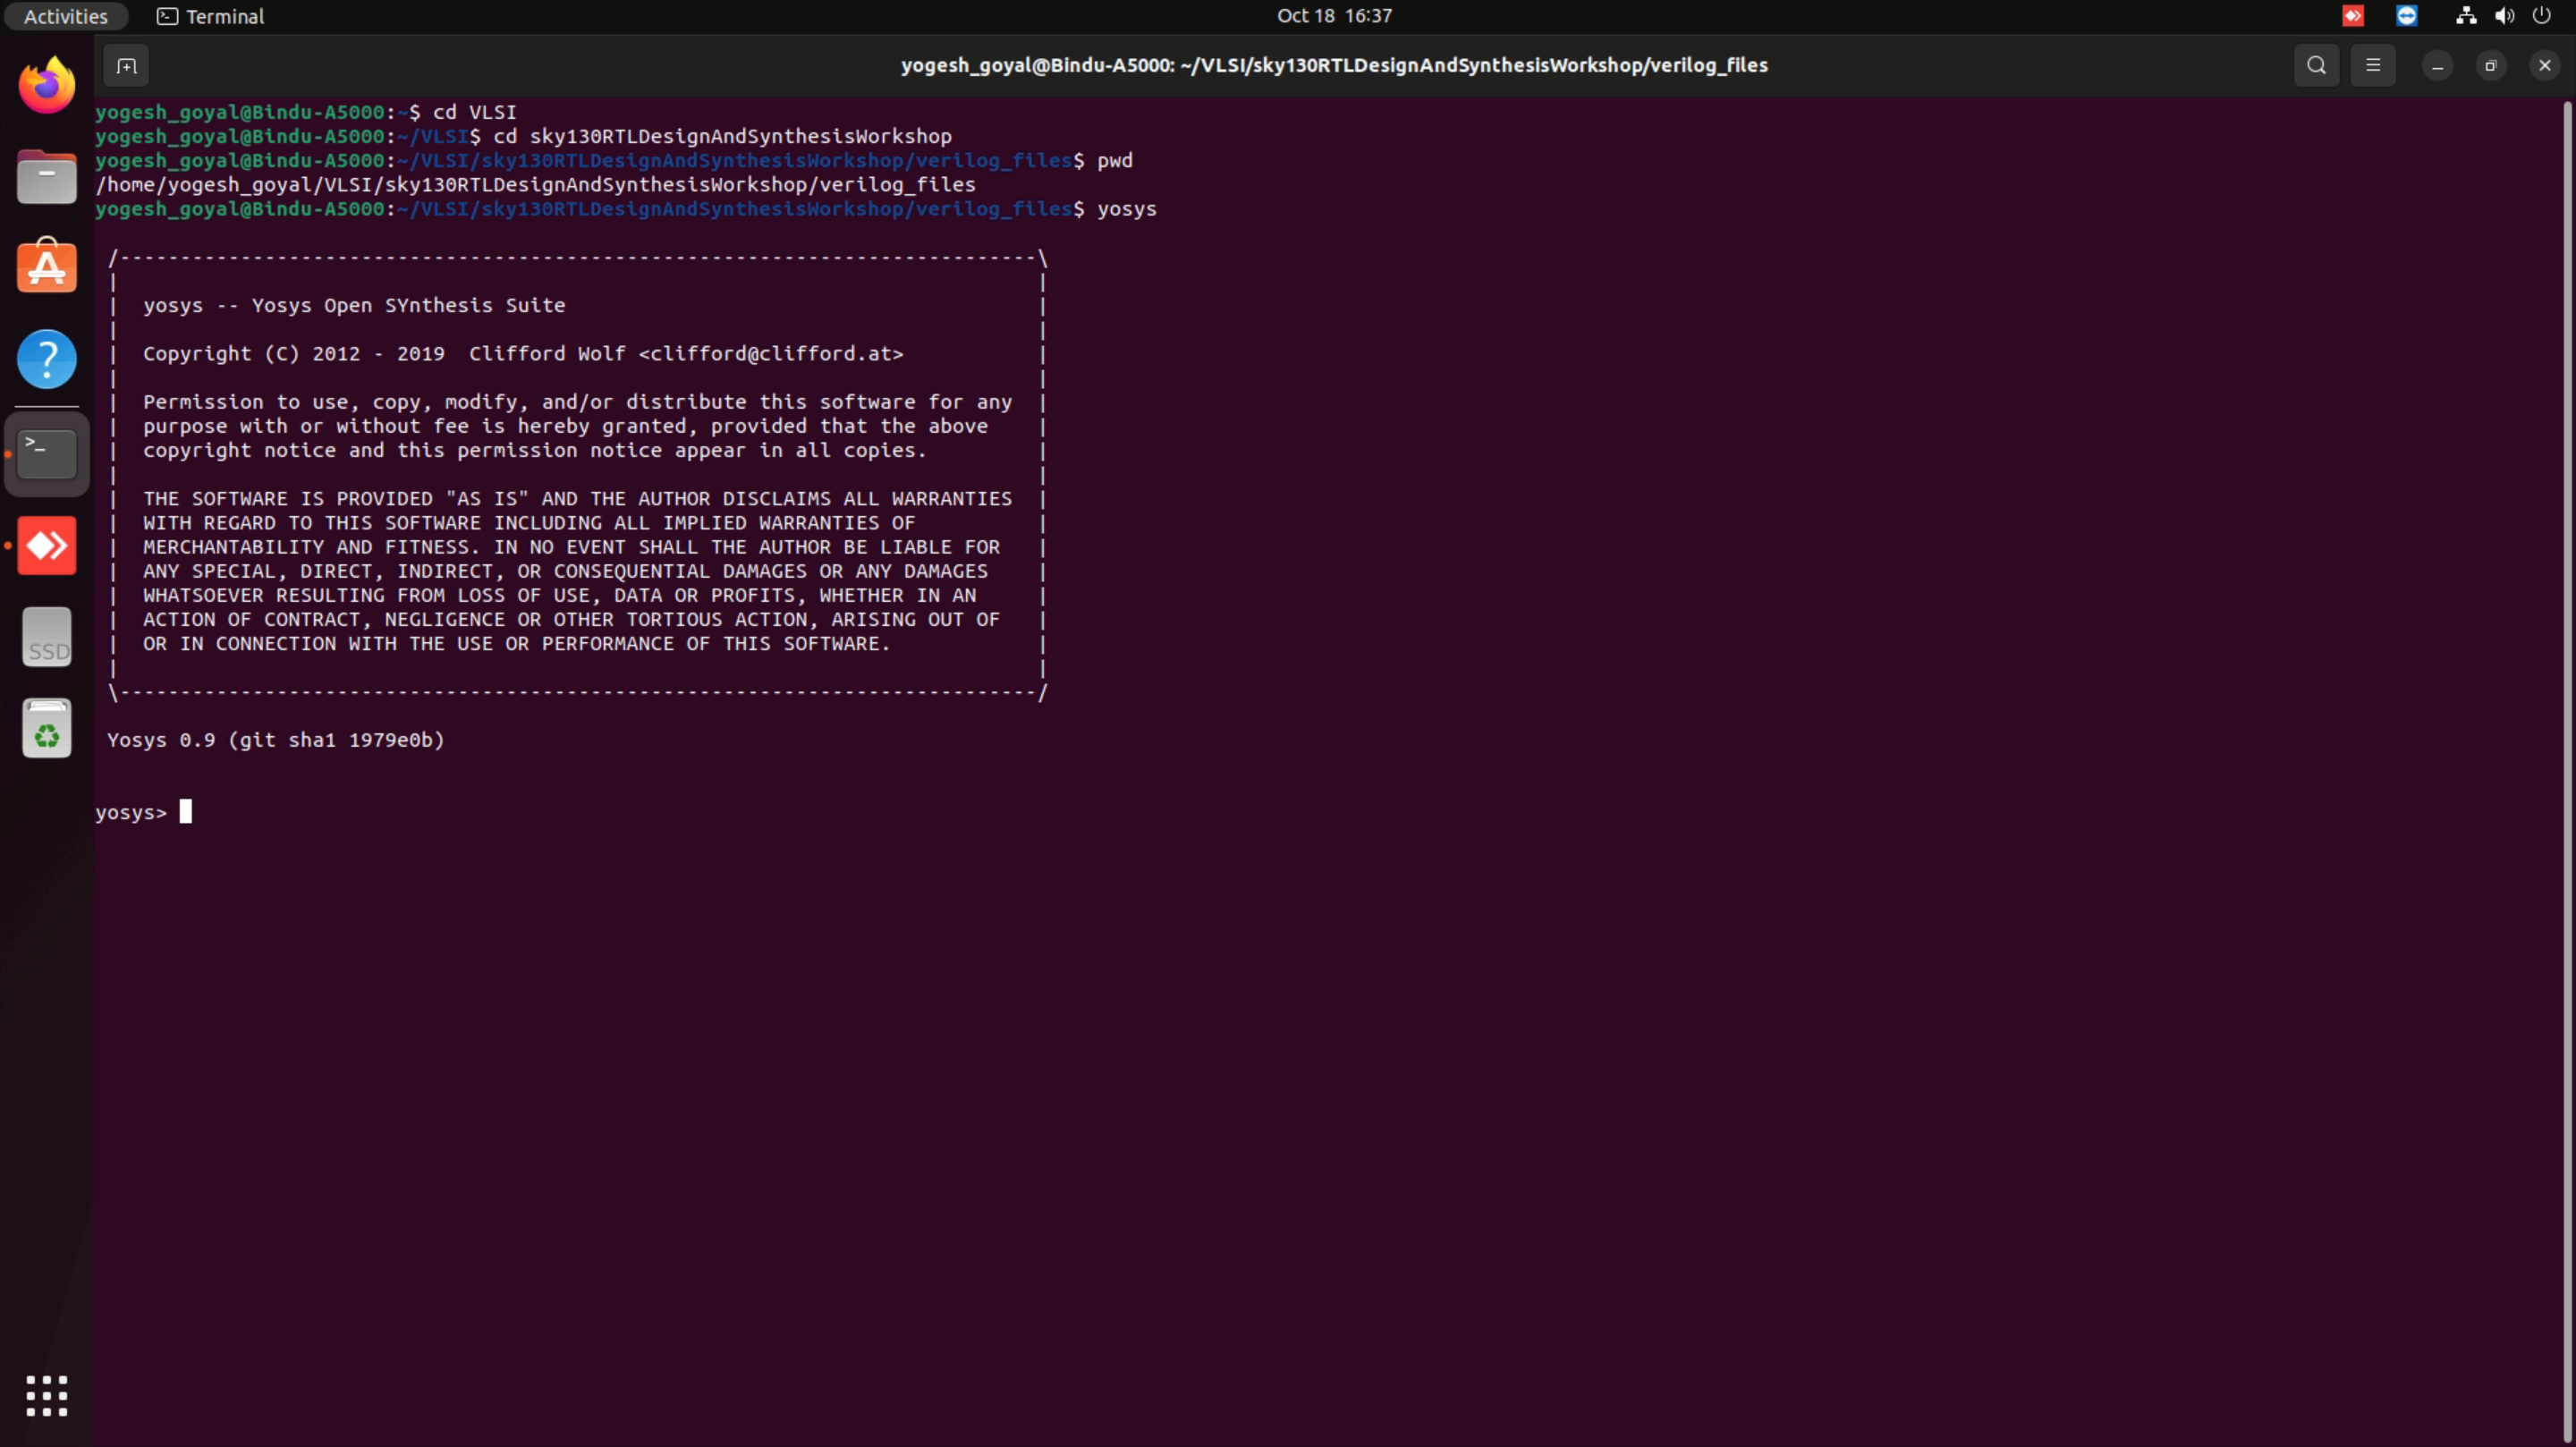 Activities
Terminal
Oct 18 16:37
yogesh_goyal@Bindu-A5000: ~/VLSI/sky130RTLDesignAndSynthesisWorkshop/verilog_files
yogesh_goyal@Bindu-A5000:~$ cd VLSI
yogesh_goyal@Bindu-A5000:~/VLSI$ cd sky130RTLDesignAndSynthesisWorkshop
yogesh_goyal@Bindu-A5000:~/VLSI/sky130RTLDesignAndSynthesisWorkshop/verilog_files$ pwd
/home/yogesh_goyal/VLSI/sky130RTLDesignAndSynthesisWorkshop/verilog_files
yogesh_goyal@Bindu-A5000:~/VLSI/sky130RTLDesignAndSynthesisWorkshop/verilog_files$ yosys
yosys -- Yosys Open SYnthesis Suite
Copyright (C) 2012 - 2019  Clifford Wolf <clifford@clifford.at>
Permission to use, copy, modify, and/or distribute this software for any
purpose with or without fee is hereby granted, provided that the above
copyright notice and this permission notice appear in all copies.
THE SOFTWARE IS PROVIDED "AS IS" AND THE AUTHOR DISCLAIMS ALL WARRANTIES
WITH REGARD TO THIS SOFTWARE INCLUDING ALL IMPLIED WARRANTIES OF
MERCHANTABILITY AND FITNESS. IN NO EVENT SHALL THE AUTHOR BE LIABLE FOR
ANY SPECIAL, DIRECT, INDIRECT, OR CONSEQUENTIAL DAMAGES OR ANY DAMAGES
WHATSOEVER RESULTING FROM LOSS OF USE, DATA OR PROFITS, WHETHER IN AN
ACTION OF CONTRACT, NEGLIGENCE OR OTHER TORTIOUS ACTION, ARISING OUT OF
OR IN CONNECTION WITH THE USE OR PERFORMANCE OF THIS SOFTWARE.
Yosys 0.9 (git sha1 1979e0b)
yosys>
SSD